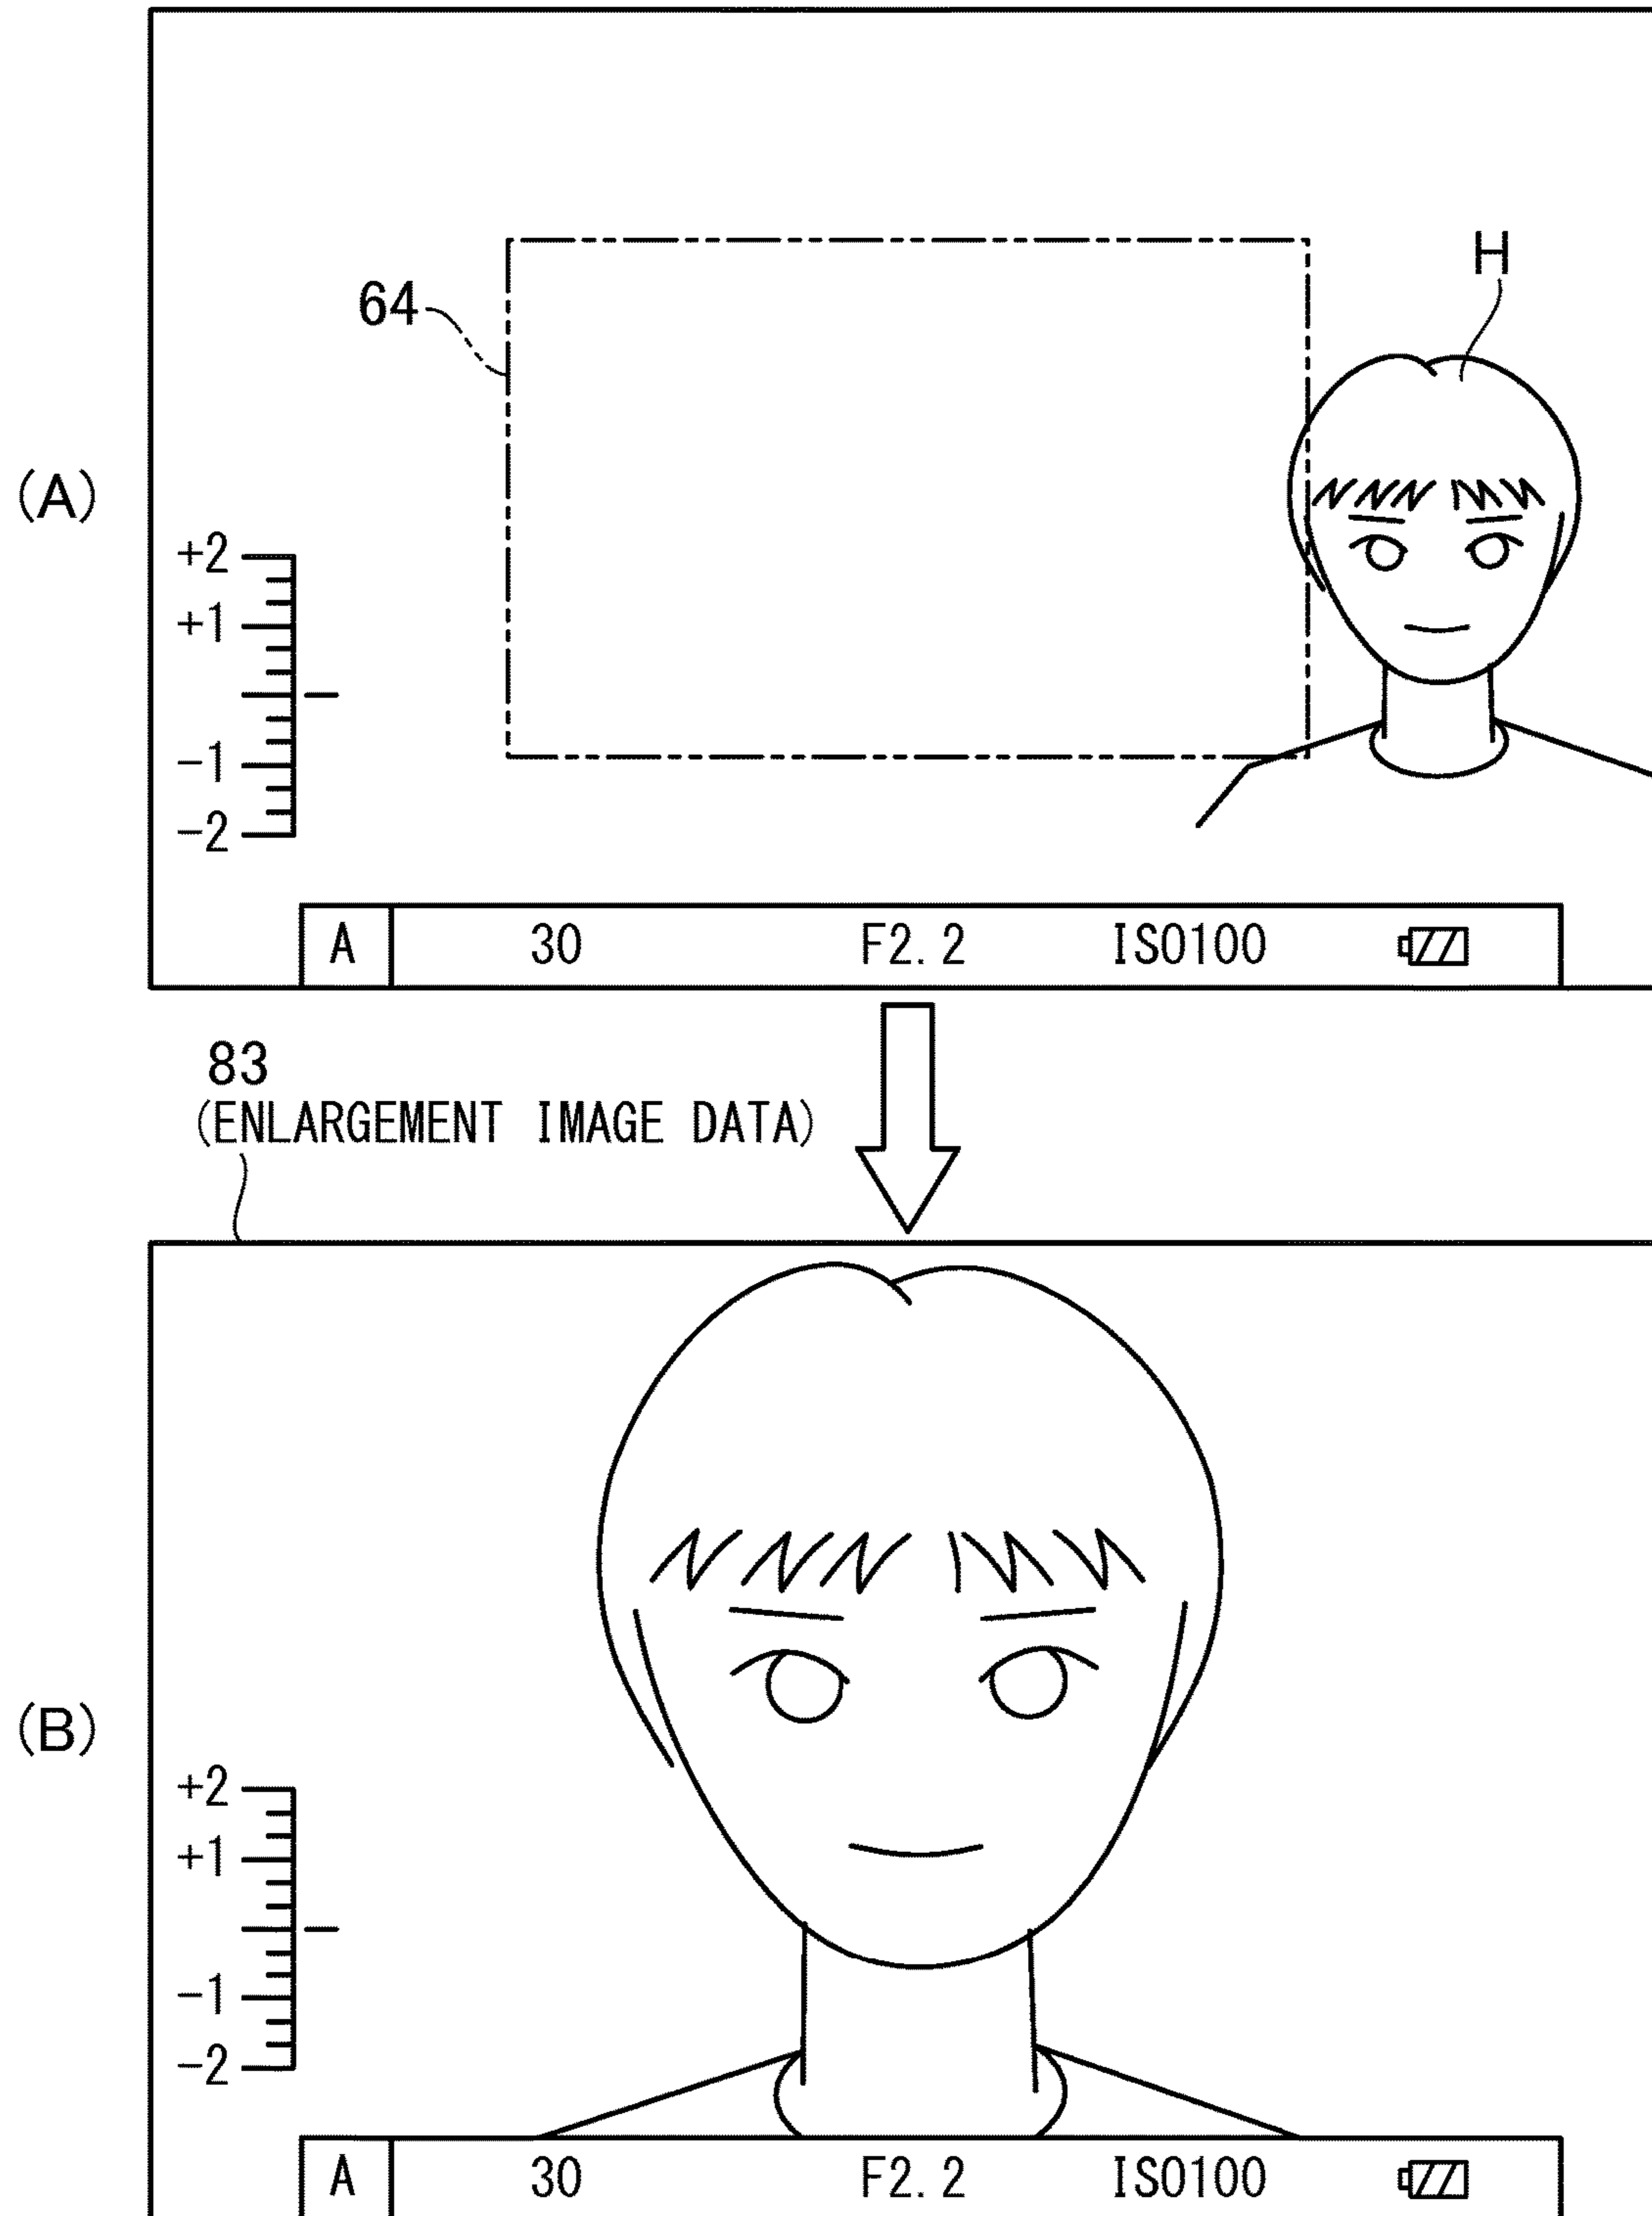 H
64
(A)
+2
+1
-1
-2
A 30 F2.2 ISO100
83
(ENLARGEMENT IMAGE DATA)
(B)
+2
+1
-1
-2
A 30 F2.2 ISO100